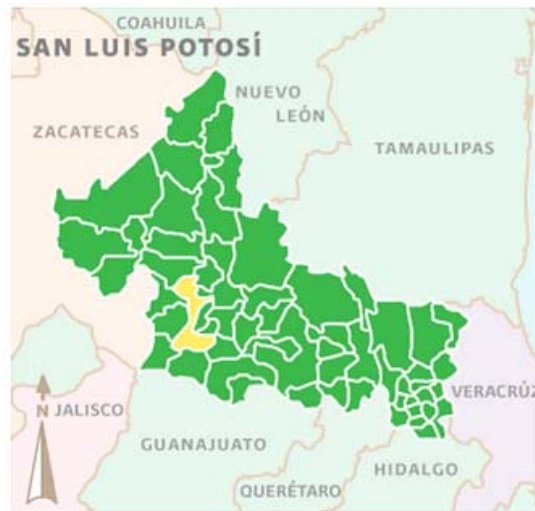 COAHUILA
SAN LUIS POTOSÍ
NUEVO
LEÓN
ZACATECAS
TAMAULIPAS
N
JALISCO
VERACRÚZ
GUANAJUATO
HIDALGO
QUERÉTARO